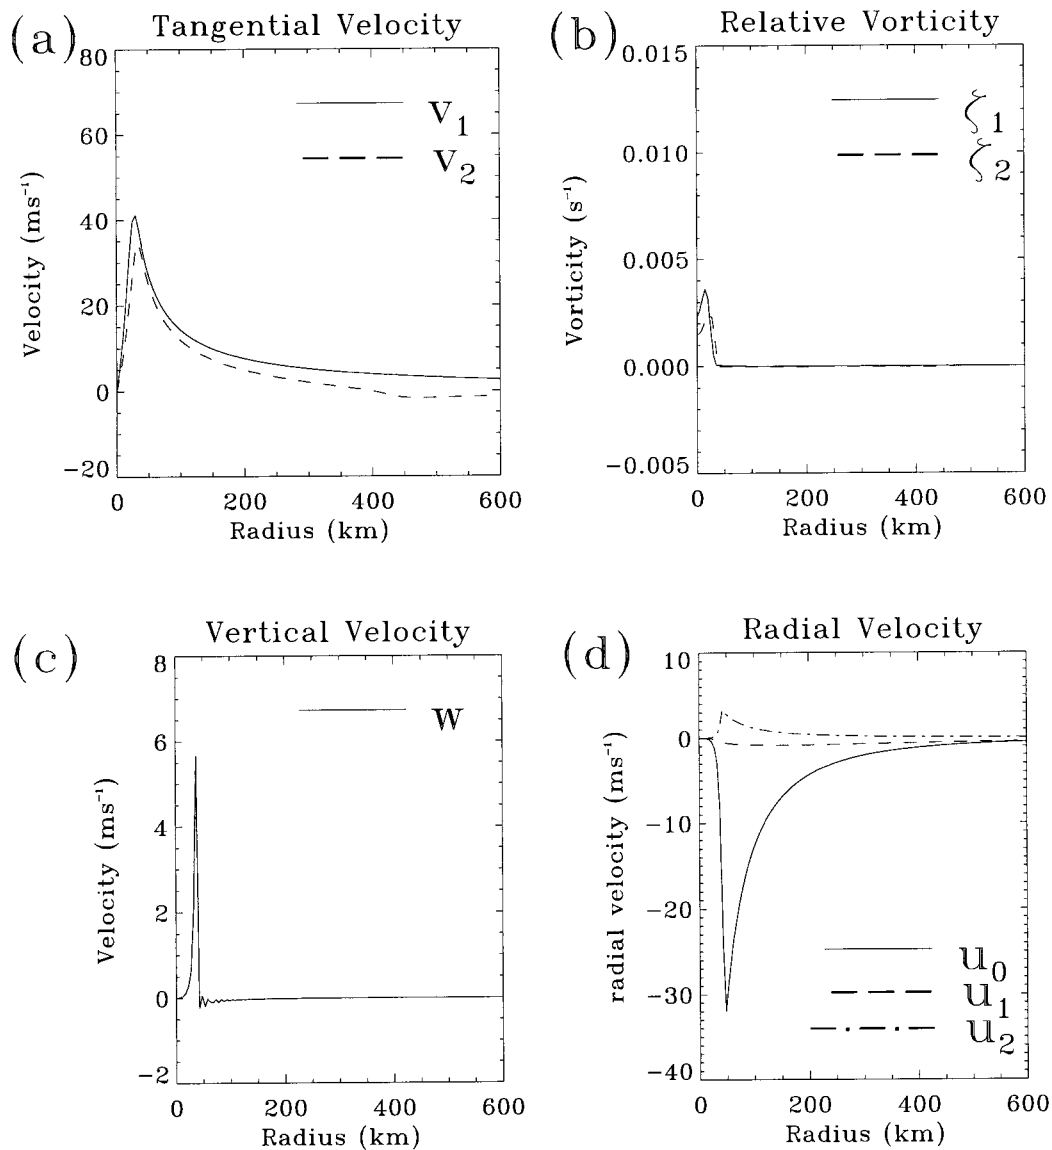 (a)
Tangential Velocity
80
60
40
20
0
−20
Velocity (ms⁻¹)
v₁
v₂
0 200 400 600
Radius (km)
(b)
Relative Vorticity
0.015
0.010
0.005
0.000
−0.005
Vorticity (s⁻¹)
ζ₁
ζ₂
0 200 400 600
Radius (km)
(c)
Vertical Velocity
8
6
4
2
0
−2
Velocity (ms⁻¹)
w
0 200 400 600
Radius (km)
(d)
Radial Velocity
10
0
−10
−20
−30
−40
radial velocity (ms⁻¹)
u₀
u₁
u₂
0 200 400 600
Radius (km)